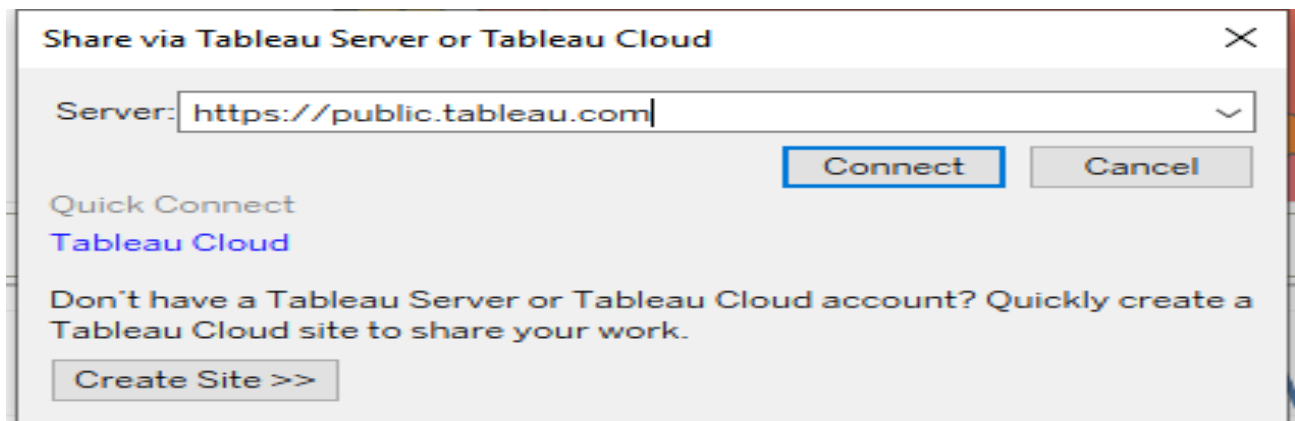 Share via Tableau Server or Tableau Cloud
Server: https://public.tableau.com
Connect Cancel
Quick Connect
Tableau Cloud
Don't have a Tableau Server or Tableau Cloud account? Quickly create a
Tableau Cloud site to share your work.
Create Site >>